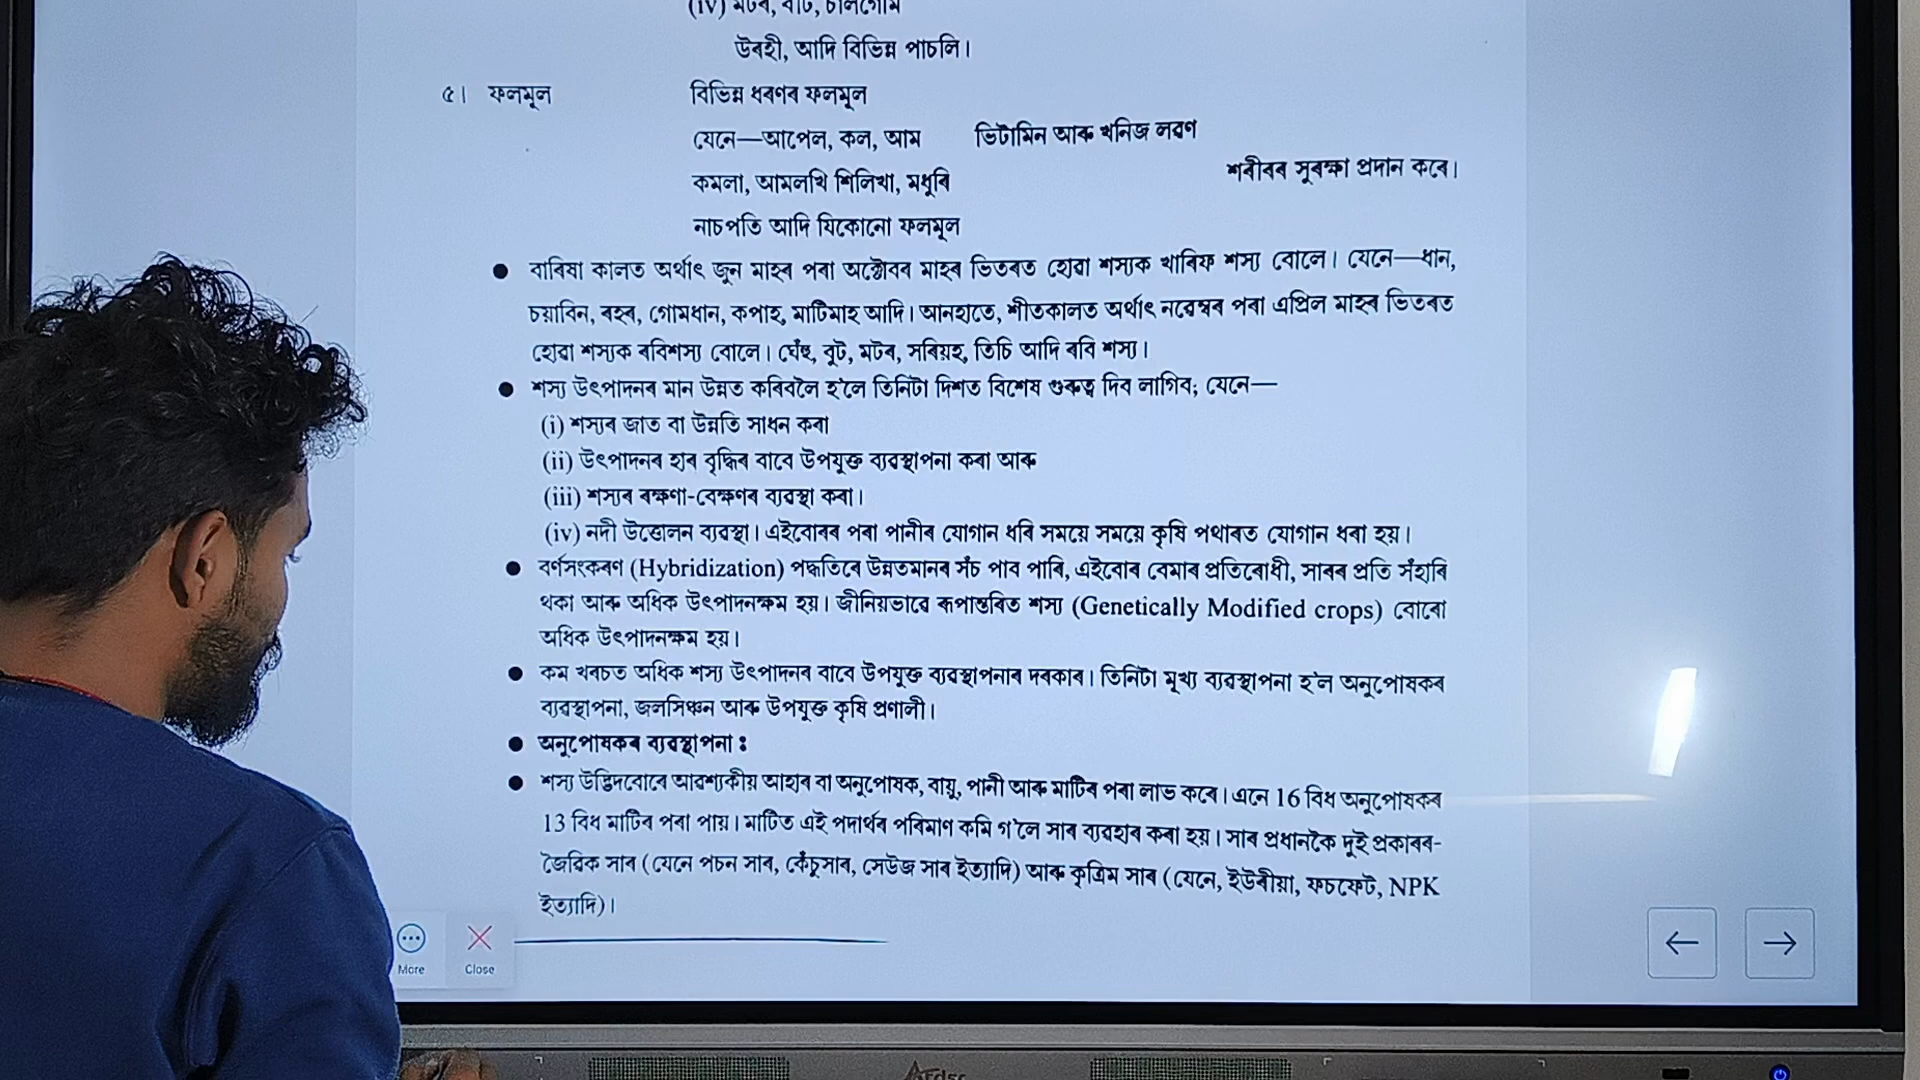 (iv) মটৰ, বীট, চালগোম
উৰহী, আদি বিভিন্ন পাচলি।
৫। ফলমূল বিভিন্ন ধৰণৰ ফলমূল
যেনে—আপেল, কল, আম ভিটামিন আৰু খনিজ লৱণ
শৰীৰৰ সুৰক্ষা প্ৰদান কৰে।
কমলা, আমলখি শিলিখা, মধুৰি
নাচপতি আদি যিকোনো ফলমূল
● বাৰিষা কালত অৰ্থাৎ জুন মাহৰ পৰা অক্টোবৰ মাহৰ ভিতৰত হোৱা শস্যক খাৰিফ শস্য বোলে। যেনে—ধান,
চয়াবিন, ৰহৰ, গোমধান, কপাহ, মাটিমাহ আদি। আনহাতে, শীতকালত অৰ্থাৎ নৱেম্বৰ পৰা এপ্ৰিল মাহৰ ভিতৰত
হোৱা শস্যক ৰবিশস্য বোলে। ঘেঁহু, বুট, মটৰ, সৰিয়হ, তিচি আদি ৰবি শস্য।
● শস্য উৎপাদনৰ মান উন্নত কৰিবলৈ হ'লে তিনিটা দিশত বিশেষ গুৰুত্ব দিব লাগিব; যেনে—
(i) শস্যৰ জাত বা উন্নতি সাধন কৰা
(ii) উৎপাদনৰ হাৰ বৃদ্ধিৰ বাবে উপযুক্ত ব্যৱস্থাপনা কৰা আৰু
(iii) শস্যৰ ৰক্ষণা-বেক্ষণৰ ব্যৱস্থা কৰা।
(iv) নদী উত্তোলন ব্যৱস্থা। এইবোৰৰ পৰা পানীৰ যোগান ধৰি সময়ে সময়ে কৃষি পথাৰত যোগান ধৰা হয়।
● বৰ্ণসংকৰণ (Hybridization) পদ্ধতিৰে উন্নতমানৰ সঁচ পাব পাৰি, এইবোৰ বেমাৰ প্ৰতিৰোধী, সাৰৰ প্ৰতি সঁহাৰি
থকা আৰু অধিক উৎপাদনক্ষম হয়। জীনিয়ভাৱে ৰূপান্তৰিত শস্য (Genetically Modified crops) বোৰো
অধিক উৎপাদনক্ষম হয়।
● কম খৰচত অধিক শস্য উৎপাদনৰ বাবে উপযুক্ত ব্যৱস্থাপনাৰ দৰকাৰ। তিনিটা মূখ্য ব্যৱস্থাপনা হ'ল অনুপোষকৰ
ব্যৱস্থাপনা, জলসিঞ্চন আৰু উপযুক্ত কৃষি প্ৰণালী।
● অনুপোষকৰ ব্যৱস্থাপনা ঃ
● শস্য উদ্ভিদবোৰে আৱশ্যকীয় আহাৰ বা অনুপোষক, বায়ু, পানী আৰু মাটিৰ পৰা লাভ কৰে। এনে 16 বিধ অনুপোষকৰ
13 বিধ মাটিৰ পৰা পায়। মাটিত এই পদাৰ্থৰ পৰিমাণ কমি গ'লে সাৰ ব্যৱহাৰ কৰা হয়। সাৰ প্ৰধানকৈ দুই প্ৰকাৰৰ-
জৈৱিক সাৰ (যেনে পচন সাৰ, কেঁচুসাৰ, সেউজ সাৰ ইত্যাদি) আৰু কৃত্ৰিম সাৰ (যেনে, ইউৰীয়া, ফচফেট, NPK
ইত্যাদি)।
More Close